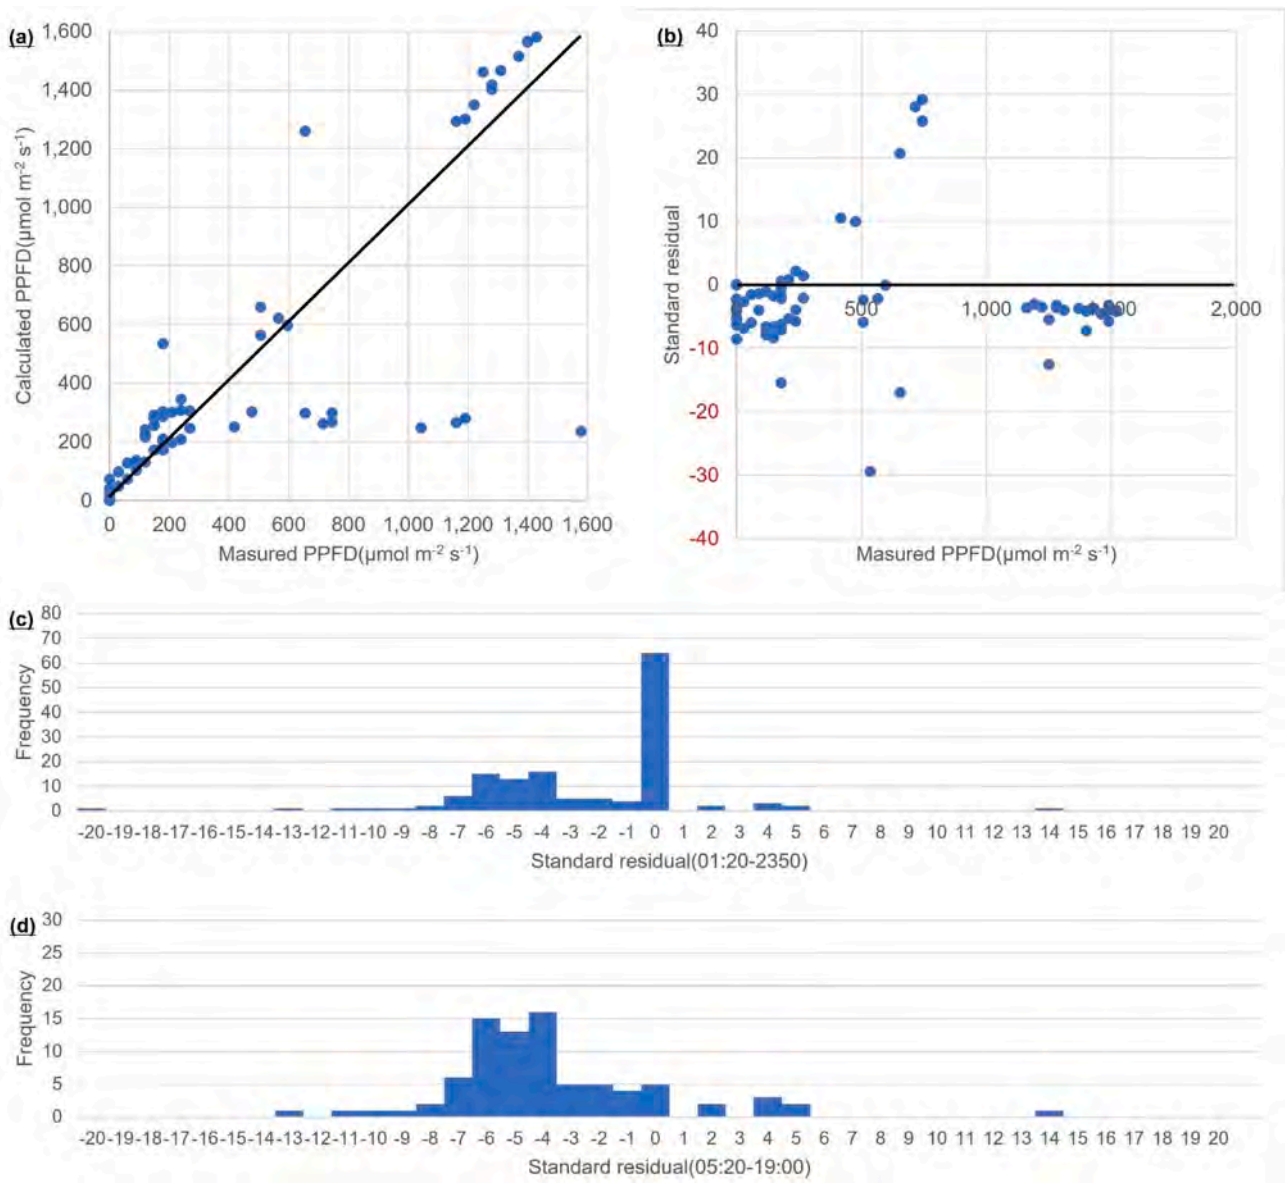 (a)
Calculated PPFD(μmol m-2 s-1)
1,600
1,400
1,200
1,000
800
600
400
200
0
0 200 400 600 800 1,000 1,200 1,400 1,600
Masured PPFD(μmol m-2 s-1)
(b)
Standard residual
40
30
20
10
0
-10
-20
-30
-40
500 1,000 1,500 2,000
Masured PPFD(μmol m-2 s-1)
(c)
Frequency
80
70
60
50
40
30
20
10
0
-20-19-18-17-16-15-14-13-12-11-10 -9 -8 -7 -6 -5 -4 -3 -2 -1 0 1 2 3 4 5 6 7 8 9 10 11 12 13 14 15 16 17 18 19 20
Standard residual(01:20-2350)
(d)
Frequency
30
25
20
15
10
5
0
-20-19-18-17-16-15-14-13-12-11-10 -9 -8 -7 -6 -5 -4 -3 -2 -1 0 1 2 3 4 5 6 7 8 9 10 11 12 13 14 15 16 17 18 19 20
Standard residual(05:20-19:00)